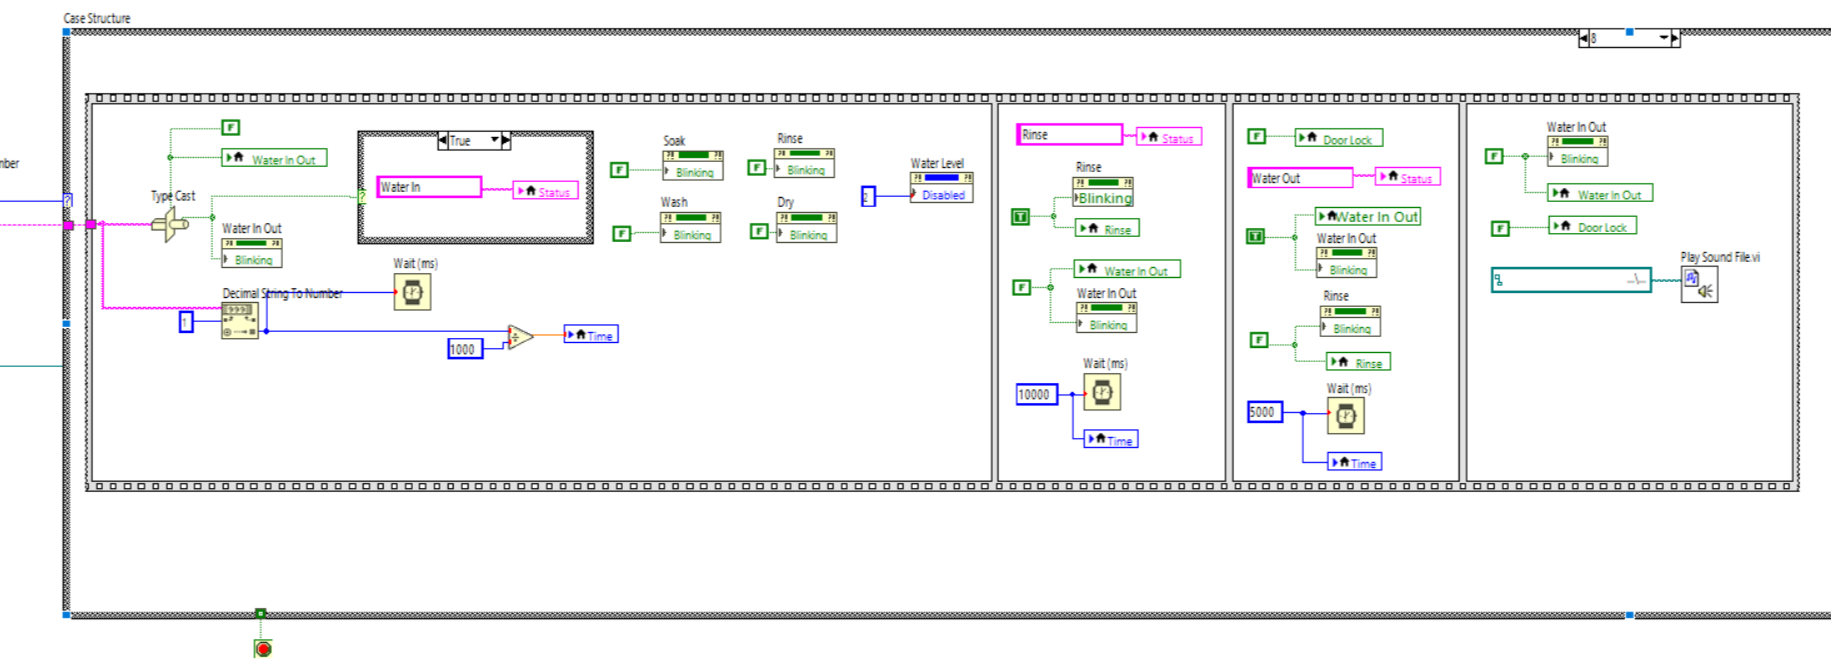 Case Structure
8
nber
F
Water In Out
Type Cast
Water In Out
Blinking
True
Water In
Status
Wait (ms)
Decimal String To Number
1
1000
Time
Soak
F
Blinking
Rinse
F
Blinking
Wash
F
Blinking
Dry
F
Blinking
Water Level
2
Disabled
Rinse
Status
Rinse
Blinking
T
Rinse
Water In Out
F
Water In Out
Blinking
Wait (ms)
10000
Time
F
Door Lock
Water Out
Status
Water In Out
T
Water In Out
Blinking
Rinse
Blinking
F
Rinse
Wait (ms)
5000
Time
Water In Out
F
Blinking
Water In Out
F
Door Lock
Play Sound File.vi